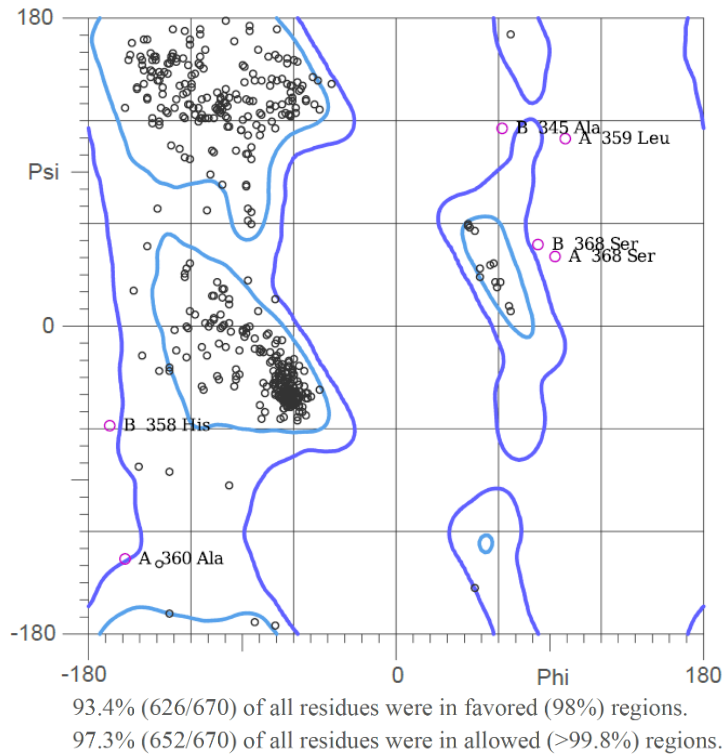 180
B 345 Ala
A 359 Leu
Psi
B 368 Ser
A 368 Ser
0
B 358 His
A 360 Ala
-180
-180 0 Phi 180
93.4% (626/670) of all residues were in favored (98%) regions.
97.3% (652/670) of all residues were in allowed (>99.8%) regions.